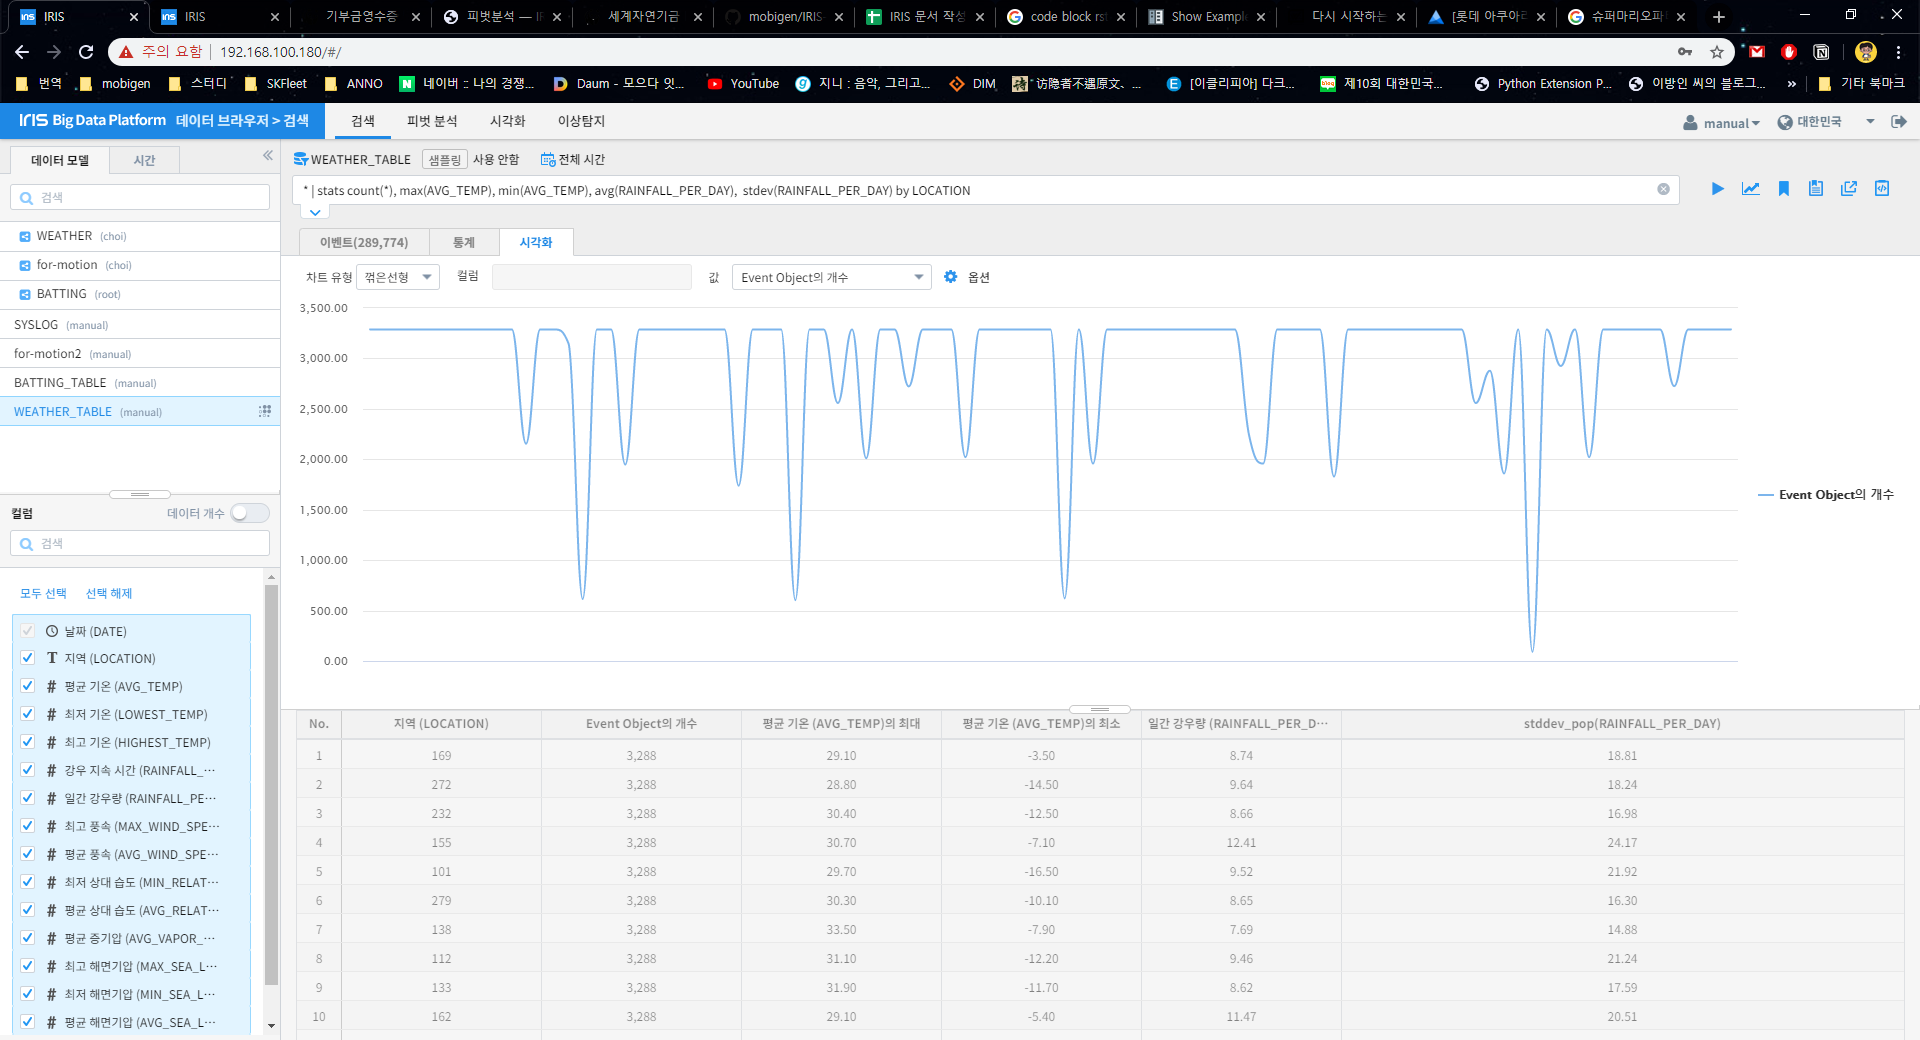 IRIS
IRIS
기부금영수증
피벗분석 — IR
세계자연기금
mobigen/IRIS-
IRIS 문서 작성
code block rst
Show Example
다시 시작하는
[롯데 아쿠아리
슈퍼마리오파
주의 요함 | 192.168.100.180/#/
번역 mobigen 스터디 SKFleet ANNO 네이버 :: 나의 경쟁... Daum - 모으다 잇... YouTube 지니 : 음악, 그리고... DIM 访隐者不遇原文、... [이클리피아] 다크... 제10회 대한민국... Python Extension P... 이방인 씨의 블로그... » 기타 북마크
IRIS Big Data Platform 데이터 브라우저 > 검색 검색 피벗 분석 시각화 이상탐지 manual 대한민국
데이터 모델 시간 «
검색
WEATHER (choi)
for-motion (choi)
BATTING (root)
SYSLOG (manual)
for-motion2 (manual)
BATTING_TABLE (manual)
WEATHER_TABLE (manual)
컬럼 데이터 개수
검색
모두 선택 선택 해제
날짜 (DATE)
T 지역 (LOCATION)
# 평균 기온 (AVG_TEMP)
# 최저 기온 (LOWEST_TEMP)
# 최고 기온 (HIGHEST_TEMP)
# 강우 지속 시간 (RAINFALL_···
# 일간 강우량 (RAINFALL_PE···
# 최고 풍속 (MAX_WIND_SPE···
# 평균 풍속 (AVG_WIND_SPE···
# 최저 상대 습도 (MIN_RELAT···
# 평균 상대 습도 (AVG_RELAT···
# 평균 증기압 (AVG_VAPOR_···
# 최고 해면기압 (MAX_SEA_L···
# 최저 해면기압 (MIN_SEA_L···
# 평균 해면기압 (AVG_SEA_L···
WEATHER_TABLE 샘플링 사용 안함 전체 시간
* | stats count(*), max(AVG_TEMP), min(AVG_TEMP), avg(RAINFALL_PER_DAY), stdev(RAINFALL_PER_DAY) by LOCATION
이벤트(289,774) 통계 시각화
차트 유형 꺾은선형 컬럼 값 Event Object의 개수 옵션
3,500.00
3,000.00
2,500.00
2,000.00
1,500.00
1,000.00
500.00
0.00
Event Object의 개수
No. 지역 (LOCATION) Event Object의 개수 평균 기온 (AVG_TEMP)의 최대 평균 기온 (AVG_TEMP)의 최소 일간 강우량 (RAINFALL_PER_D··· stddev_pop(RAINFALL_PER_DAY)
1 169 3,288 29.10 -3.50 8.74 18.81
2 272 3,288 28.80 -14.50 9.64 18.24
3 232 3,288 30.40 -12.50 8.66 16.98
4 155 3,288 30.70 -7.10 12.41 24.17
5 101 3,288 29.70 -16.50 9.52 21.92
6 279 3,288 30.30 -10.10 8.65 16.30
7 138 3,288 33.50 -7.90 7.69 14.88
8 112 3,288 31.10 -12.20 9.46 21.24
9 133 3,288 31.90 -11.70 8.62 17.59
10 162 3,288 29.10 -5.40 11.47 20.51